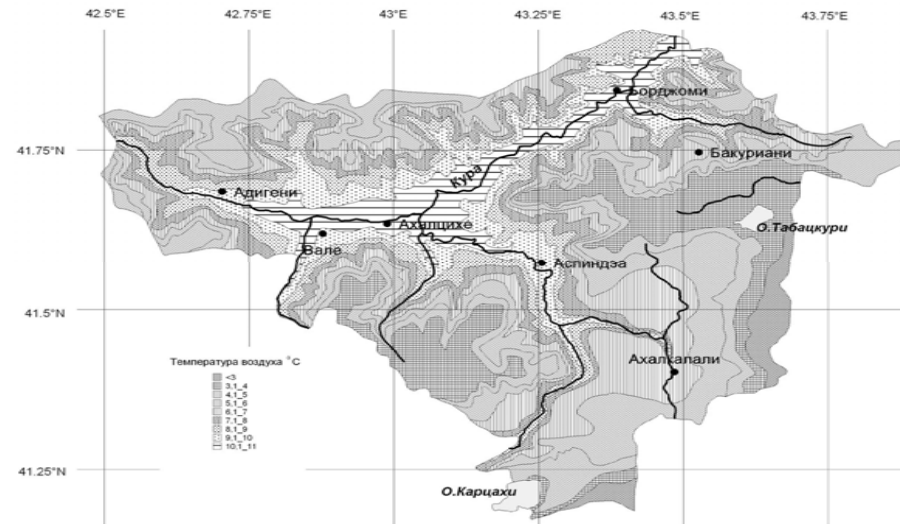 42.5°E 42.75°E 43°E 43.25°E 43.5°E 43.75°E
Борджоми
41.75°N
Бакуриани
Кура
Адигени
Ахалцихе
О.Табацкури
Вале
Аспиндза
41.5°N
Температура воздуха °С
Ахалкалали
<3
3,1_4
4,1_5
5,1_6
6,1_7
7,1_8
8,1_9
9,1_10
10,1_11
41.25°N
О.Карцахи